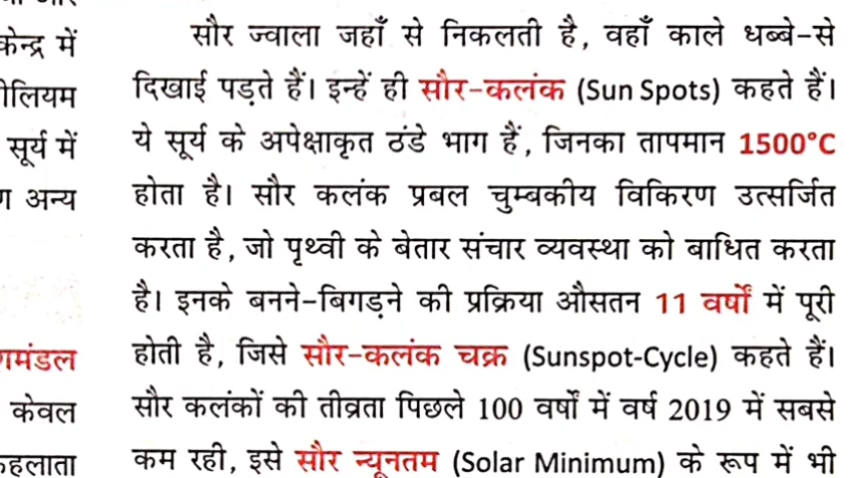 केन्द्र में
सूर्य में
अन्य
केवल
सौर ज्वाला जहाँ से निकलती है, वहाँ काले धब्बे-से
दिखाई पड़ते हैं। इन्हें ही सौर-कलंक (Sun Spots) कहते हैं।
ये सूर्य के अपेक्षाकृत ठंडे भाग हैं, जिनका तापमान 1500°C
होता है। सौर कलंक प्रबल चुम्बकीय विकिरण उत्सर्जित
करता है, जो पृथ्वी के बेतार संचार व्यवस्था को बाधित करता
है। इनके बनने-बिगड़ने की प्रक्रिया औसतन 11 वर्षों में पूरी
होती है, जिसे सौर-कलंक चक्र (Sunspot-Cycle) कहते हैं।
सौर कलंकों की तीव्रता पिछले 100 वर्षों में वर्ष 2019 में सबसे
कम रही, इसे सौर न्यूनतम (Solar Minimum) के रूप में भी